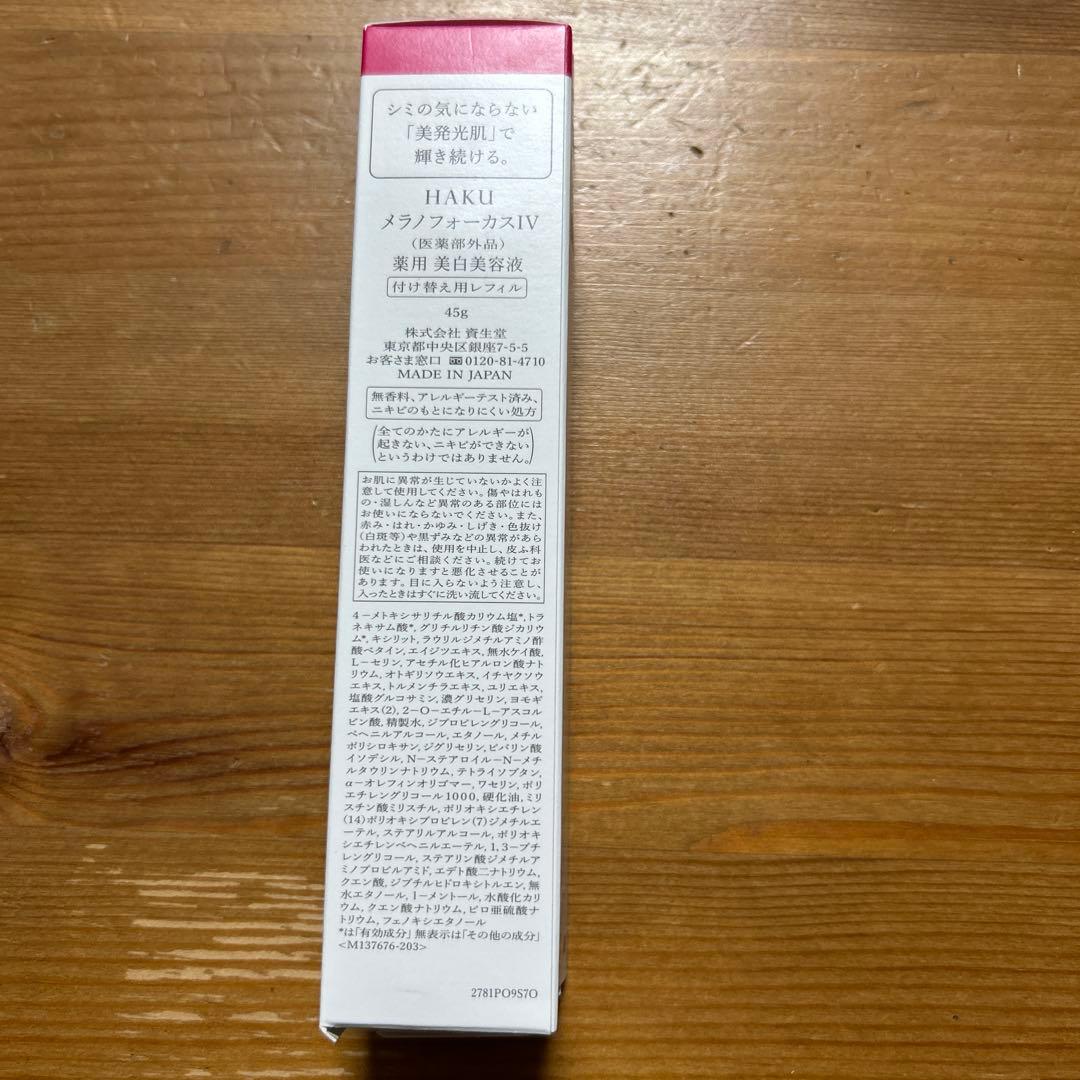 シミの気にならない
「美発光肌」で
輝き続ける。
HAKU
メラノフォーカスIV
(医薬部外品)
薬用 美白美容液
付け替え用レフィル
45g
株式会社 資生堂
東京都中央区銀座7-5-5
お客さま窓口 0120-81-4710
MADE IN JAPAN
無香料、アレルギーテスト済み、
ニキビのもとになりにくい処方
(全てのかたにアレルギーが
起きない、ニキビができない
というわけではありません。)
お肌に異常が生じていないかよく注
意して使用してください。傷やはれも
の・湿しんなど異常のある部位には
お使いにならないでください。また、
赤み・はれ・かゆみ・しげき・色抜け
(白斑等)や黒ずみなどの異常があら
われたときは、使用を中止し、皮ふ科
医などにご相談ください。続けてお
使いになりますと悪化させることが
あります。目に入らないよう注意し、
入ったときはすぐに洗い流してください。
4-メトキシサリチル酸カリウム塩*,トラ
ネキサム酸*, グリチルリチン酸ジカリウ
ム*, キシリット, ラウリルジメチルアミノ酢
酸ベタイン, エイジツエキス, 無水ケイ酸,
L-セリン, アセチル化ヒアルロン酸ナト
リウム, オトギリソウエキス, イチヤクソウ
エキス, トルメンチラエキス, ユリエキス,
塩酸グルコサミン, 濃グリセリン, ヨモギ
エキス(2), 2-O-エチル-L-アスコル
ビン酸, 精製水, ジプロピレングリコール,
ベヘニルアルコール, エタノール, メチル
ポリシロキサン, ジグリセリン, ピバリン酸
イソデシル, N-ステアロイル-N-メチ
ルタウリンナトリウム, テトライソブタン,
α-オレフィンオリゴマー, ワセリン, ポリ
エチレングリコール1000, 硬化油, ミリ
スチン酸ミリスチル, ポリオキシエチレン
(14)ポリオキシプロピレン(7)ジメチルエ
ーテル, ステアリルアルコール, ポリオキ
シエチレンベヘニルエーテル, 1,3-ブチ
レングリコール, ステアリン酸ジメチルア
ミノプロピルアミド, エデト酸二ナトリウム,
クエン酸, ジブチルヒドロキシトルエン, 無
水エタノール, l-メントール, 水酸化カリ
ウム, クエン酸ナトリウム, ピロ亜硫酸ナ
トリウム, フェノキシエタノール
*は「有効成分」 無表示は「その他の成分」
<M137676-203>
2781PO9S7O